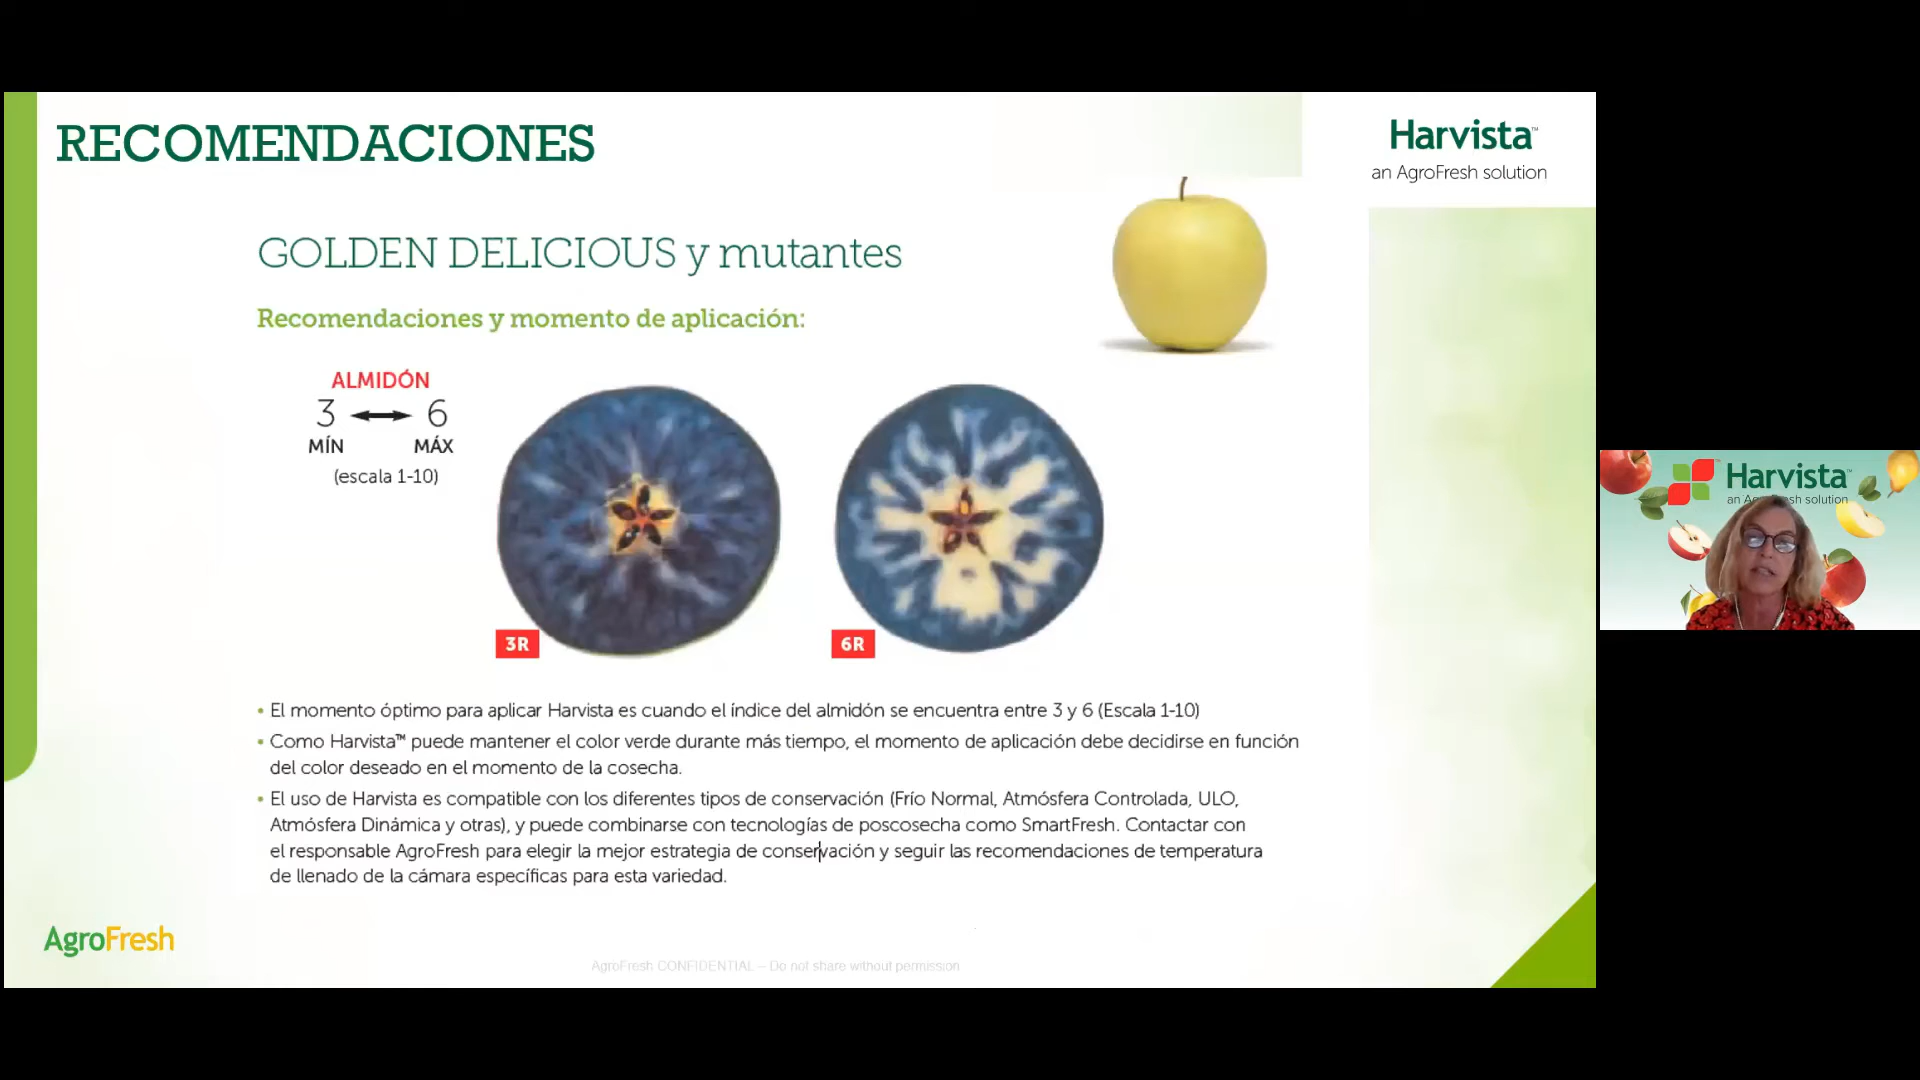 RECOMENDACIONES
Harvista™
an AgroFresh solution
GOLDEN DELICIOUS y mutantes
Recomendaciones y momento de aplicación:
ALMIDÓN
3 6
MÍN MÁX
(escala 1-10)
3R
6R
• El momento óptimo para aplicar Harvista es cuando el índice del almidón se encuentra entre 3 y 6 (Escala 1-10)
• Como Harvista™ puede mantener el color verde durante más tiempo, el momento de aplicación debe decidirse en función
del color deseado en el momento de la cosecha.
• El uso de Harvista es compatible con los diferentes tipos de conservación (Frío Normal, Atmósfera Controlada, ULO,
Atmósfera Dinámica y otras), y puede combinarse con tecnologías de poscosecha como SmartFresh. Contactar con
el responsable AgroFresh para elegir la mejor estrategia de conservación y seguir las recomendaciones de temperatura
de llenado de la cámara específicas para esta variedad.
AgroFresh
AgroFresh CONFIDENTIAL – Do not share without permission
Harvista™
an AgroFresh solution